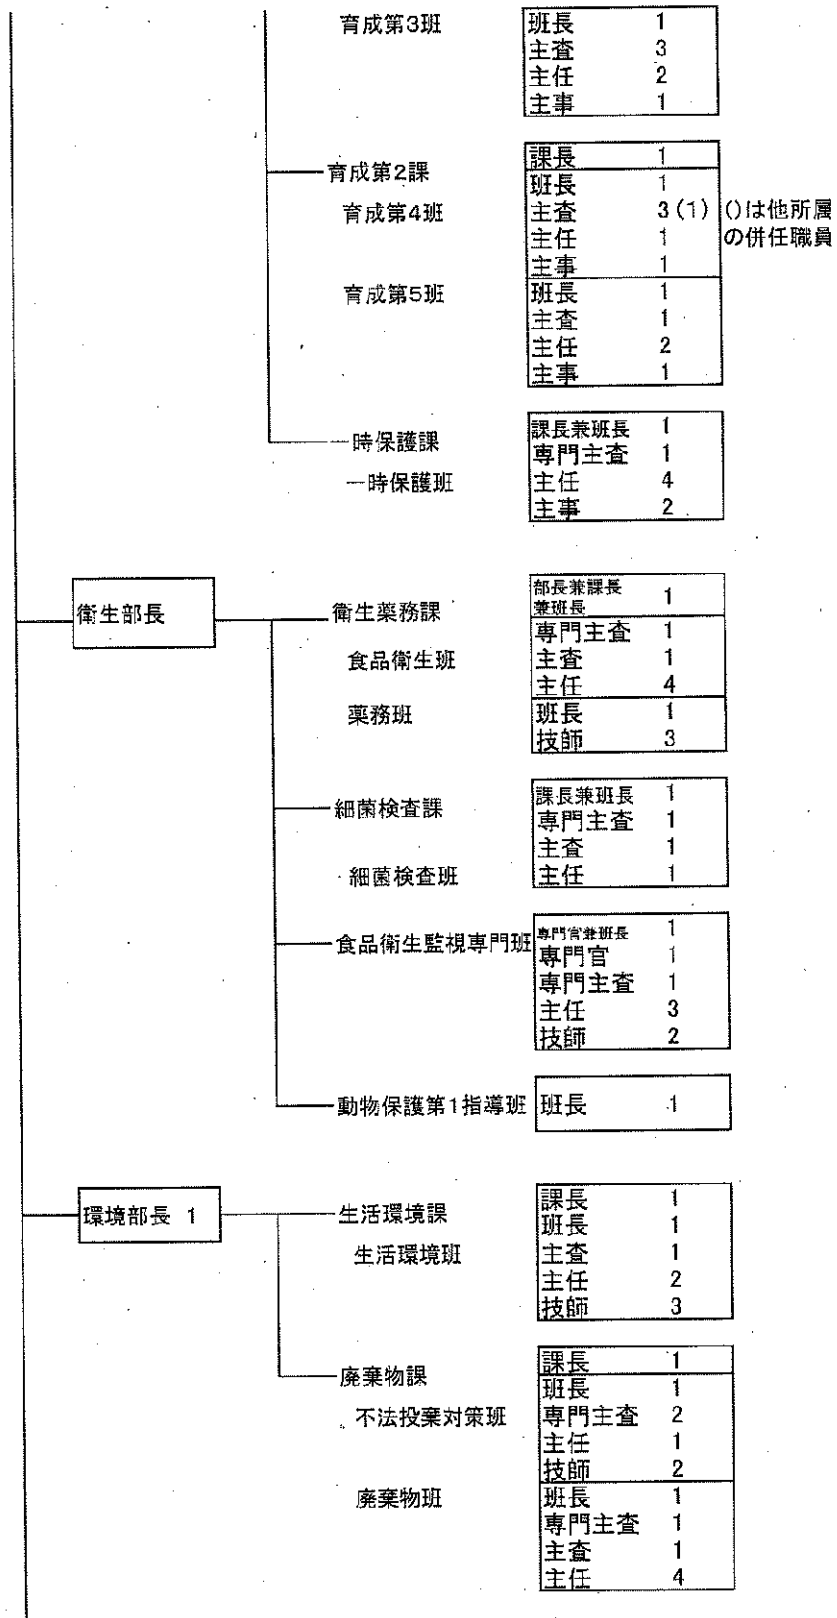 育成第3班 班長 1
主査 3
主任 2
主事 1
育成第2課 課長 1
班長 1
育成第4班 主査 3(1) ()は他所属
主任 1 の併任職員
主事 1
育成第5班 班長 1
主査 1
主任 2
主事 1
一時保護課 課長兼班長 1
専門主査 1
一時保護班 主任 4
主事 2
衛生部長 衛生薬務課 部長兼課長
兼班長 1
専門主査 1
食品衛生班 主査 1
主任 4
薬務班 班長 1
技師 3
細菌検査課 課長兼班長 1
専門主査 1
主査 1
細菌検査班 主任 1
食品衛生監視専門班 専門官兼班長 1
専門官 1
専門主査 1
主任 3
技師 2
動物保護第1指導班 班長 1
環境部長 1 生活環境課 課長 1
班長 1
生活環境班 主査 1
主任 2
技師 3
廃棄物課 課長 1
班長 1
不法投棄対策班 専門主査 2
主任 1
技師 2
廃棄物班 班長 1
専門主査 1
主査 1
主任 4